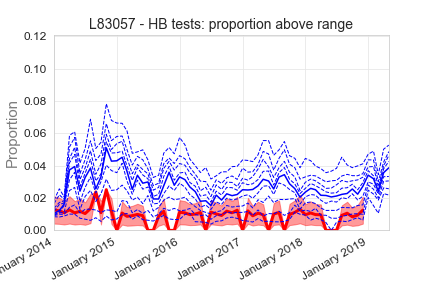 L83057 - HB tests: proportion above range
0.12
0.10
0.08
0.06
0.04
0.02
0.00
Proportion
nuary 2014
January 2015
January 2016
January 2017
January 2018
January 2019